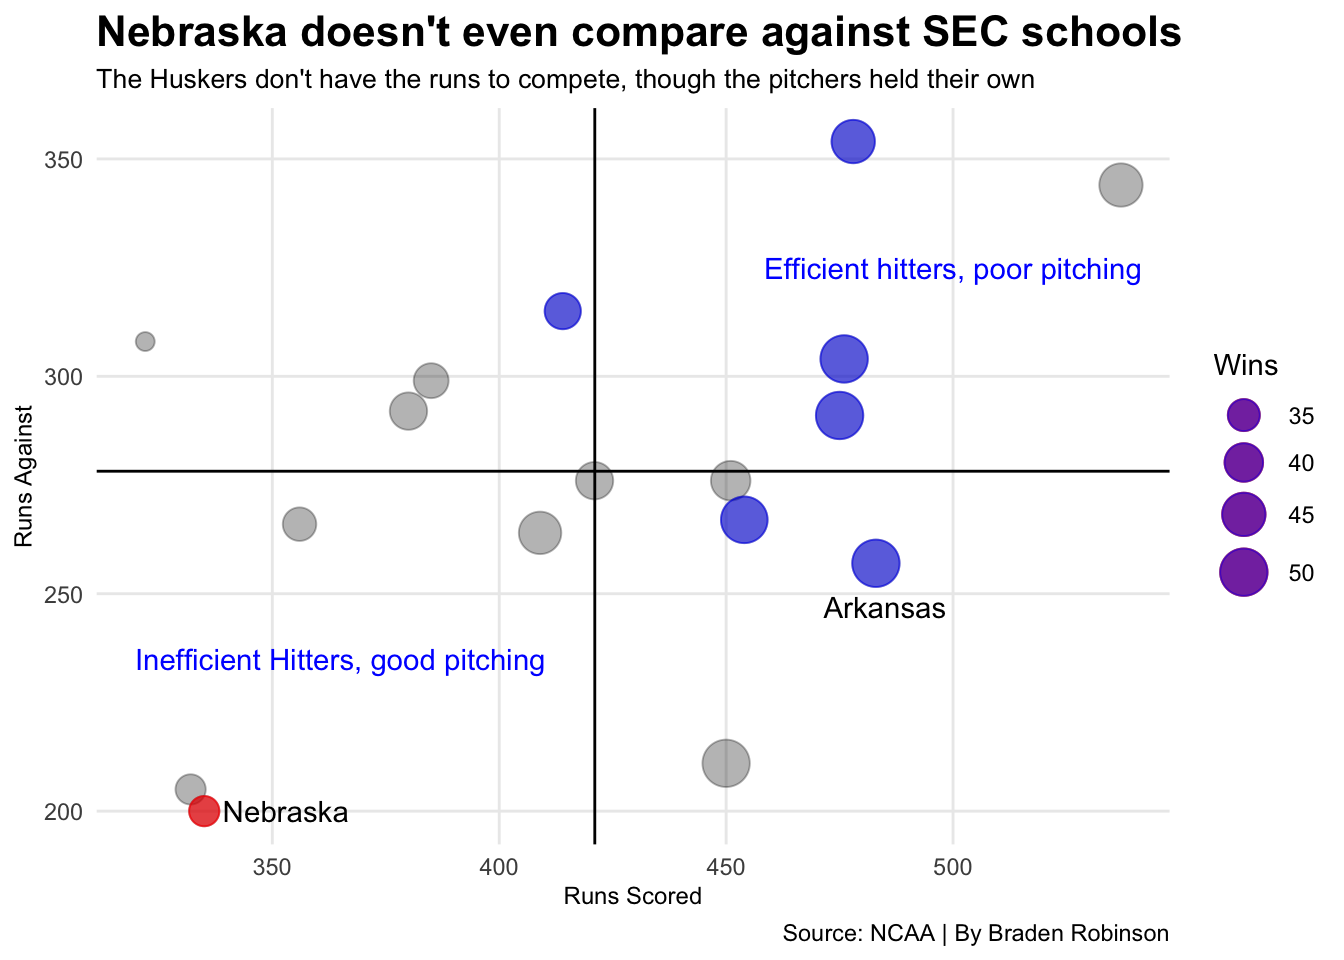 Nebraska doesn't even compare against SEC schools
The Huskers don't have the runs to compete, though the pitchers held their own
350
300
250
200
Runs Against
Efficient hitters, poor pitching
Arkansas
Inefficient Hitters, good pitching
Nebraska
350 400 450 500
Runs Scored
Wins
35
40
45
50
Source: NCAA | By Braden Robinson